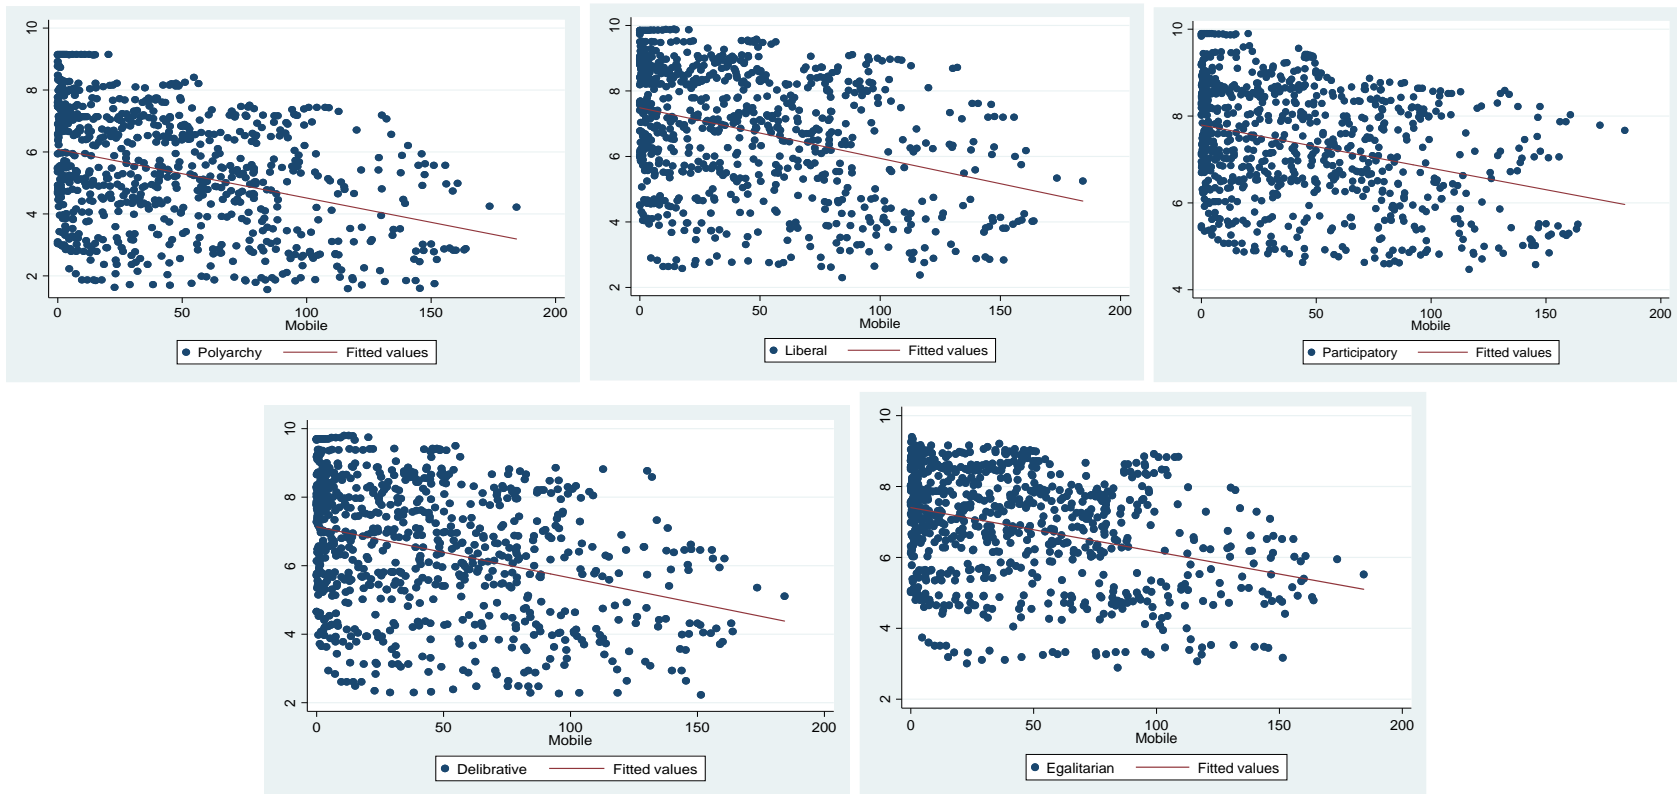 10
8
6
4
2
0 50 100 150 200
Mobile
Polyarchy Fitted values
10
8
6
4
2
0 50 100 150 200
Mobile
Liberal Fitted values
10
8
6
4
0 50 100 150 200
Mobile
Participatory Fitted values
10
8
6
4
2
0 50 100 150 200
Mobile
Delibrative Fitted values
10
8
6
4
2
0 50 100 150 200
Mobile
Egalitarian Fitted values